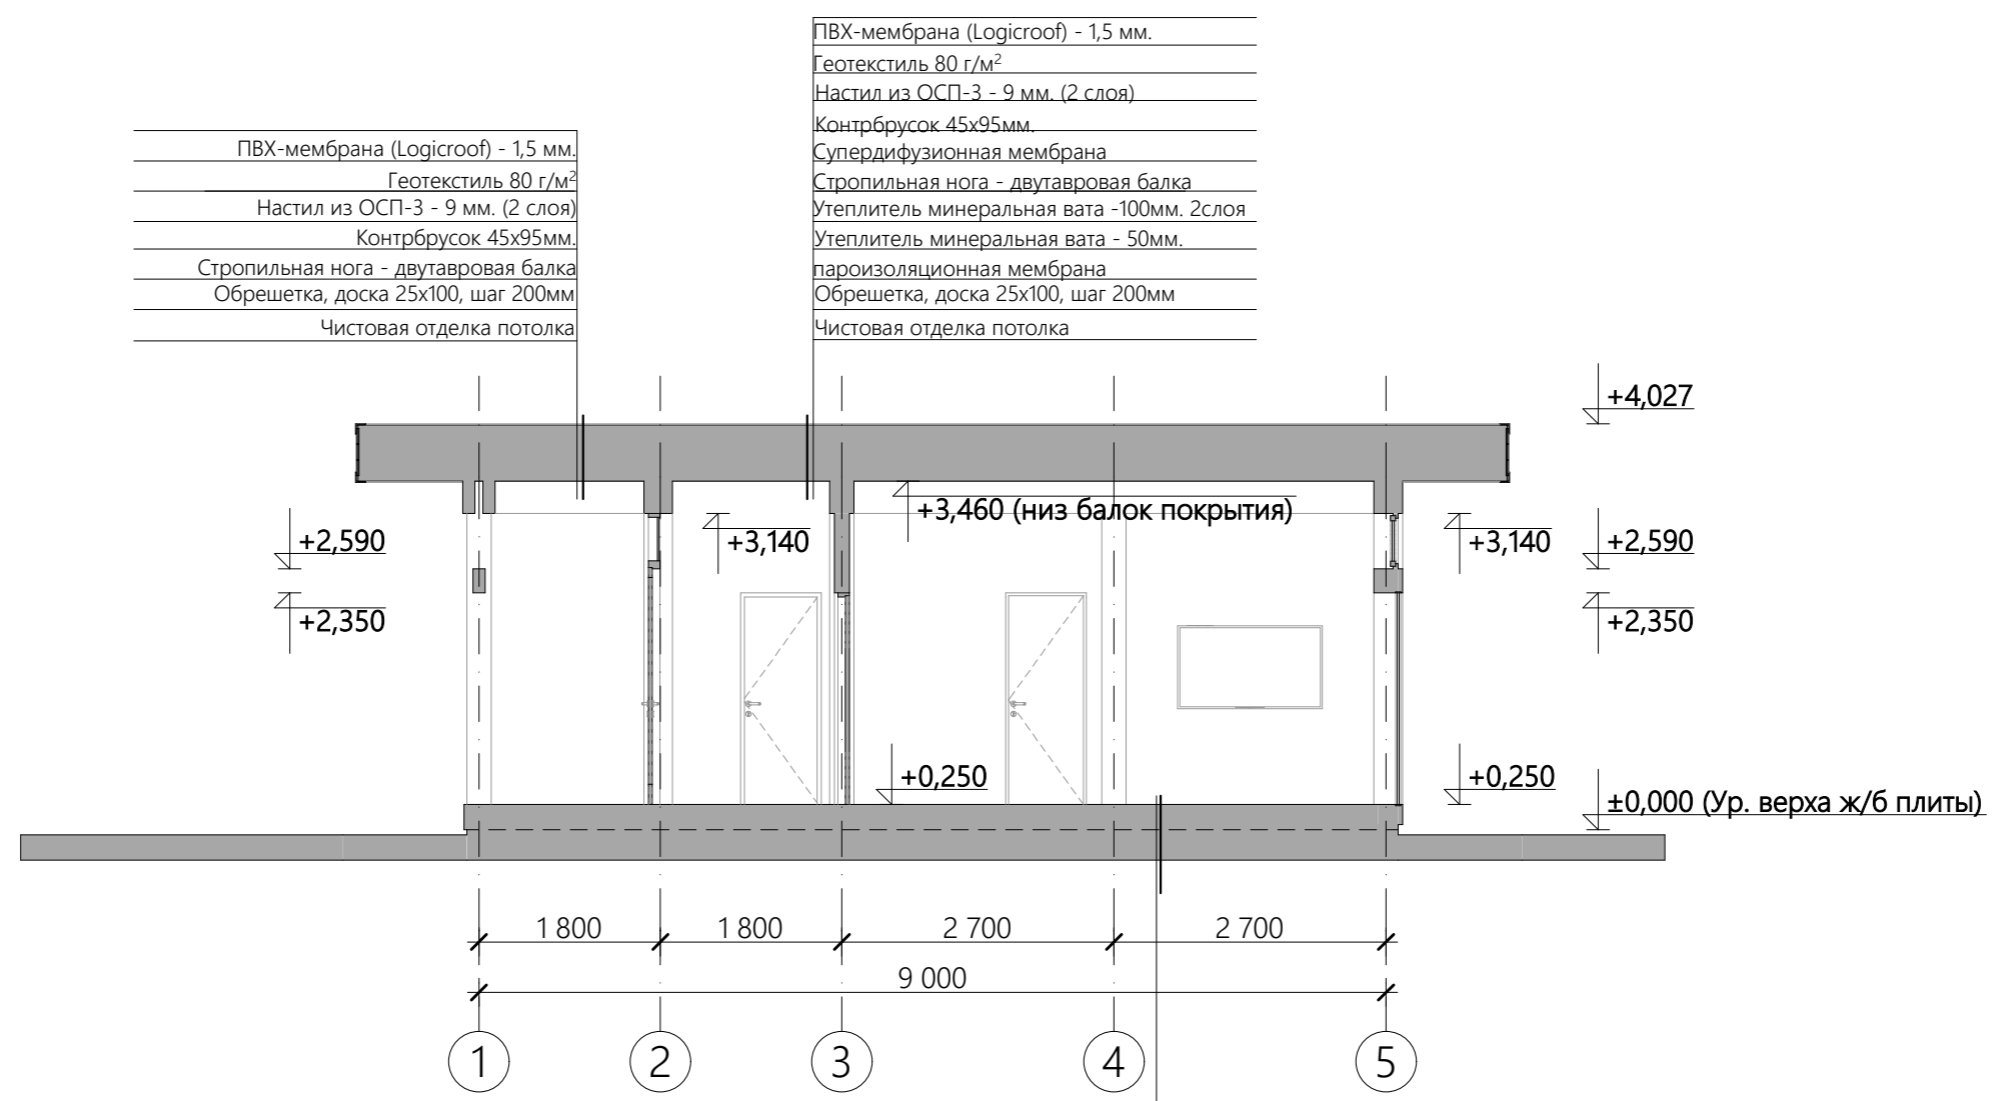 ПВХ-мембрана (Logicroof) - 1,5 мм.
Геотекстиль 80 г/м²
Настил из ОСП-3 - 9 мм. (2 слоя)
Контрбрусок 45х95мм.
Супердифузионная мембрана
Стропильная нога - двутавровая балка
Утеплитель минеральная вата -100мм. 2слоя
Утеплитель минеральная вата - 50мм.
пароизоляционная мембрана
Обрешетка, доска 25х100, шаг 200мм
Чистовая отделка потолка
ПВХ-мембрана (Logicroof) - 1,5 мм.
Геотекстиль 80 г/м²
Настил из ОСП-3 - 9 мм. (2 слоя)
Контрбрусок 45х95мм.
Стропильная нога - двутавровая балка
Обрешетка, доска 25х100, шаг 200мм
Чистовая отделка потолка
+4,027
+3,460 (низ балок покрытия)
+2,590
+3,140
+3,140
+2,590
+2,350
+2,350
+0,250
+0,250
±0,000 (Ур. верха ж/б плиты)
1 800
1 800
2 700
2 700
9 000
1
2
3
4
5